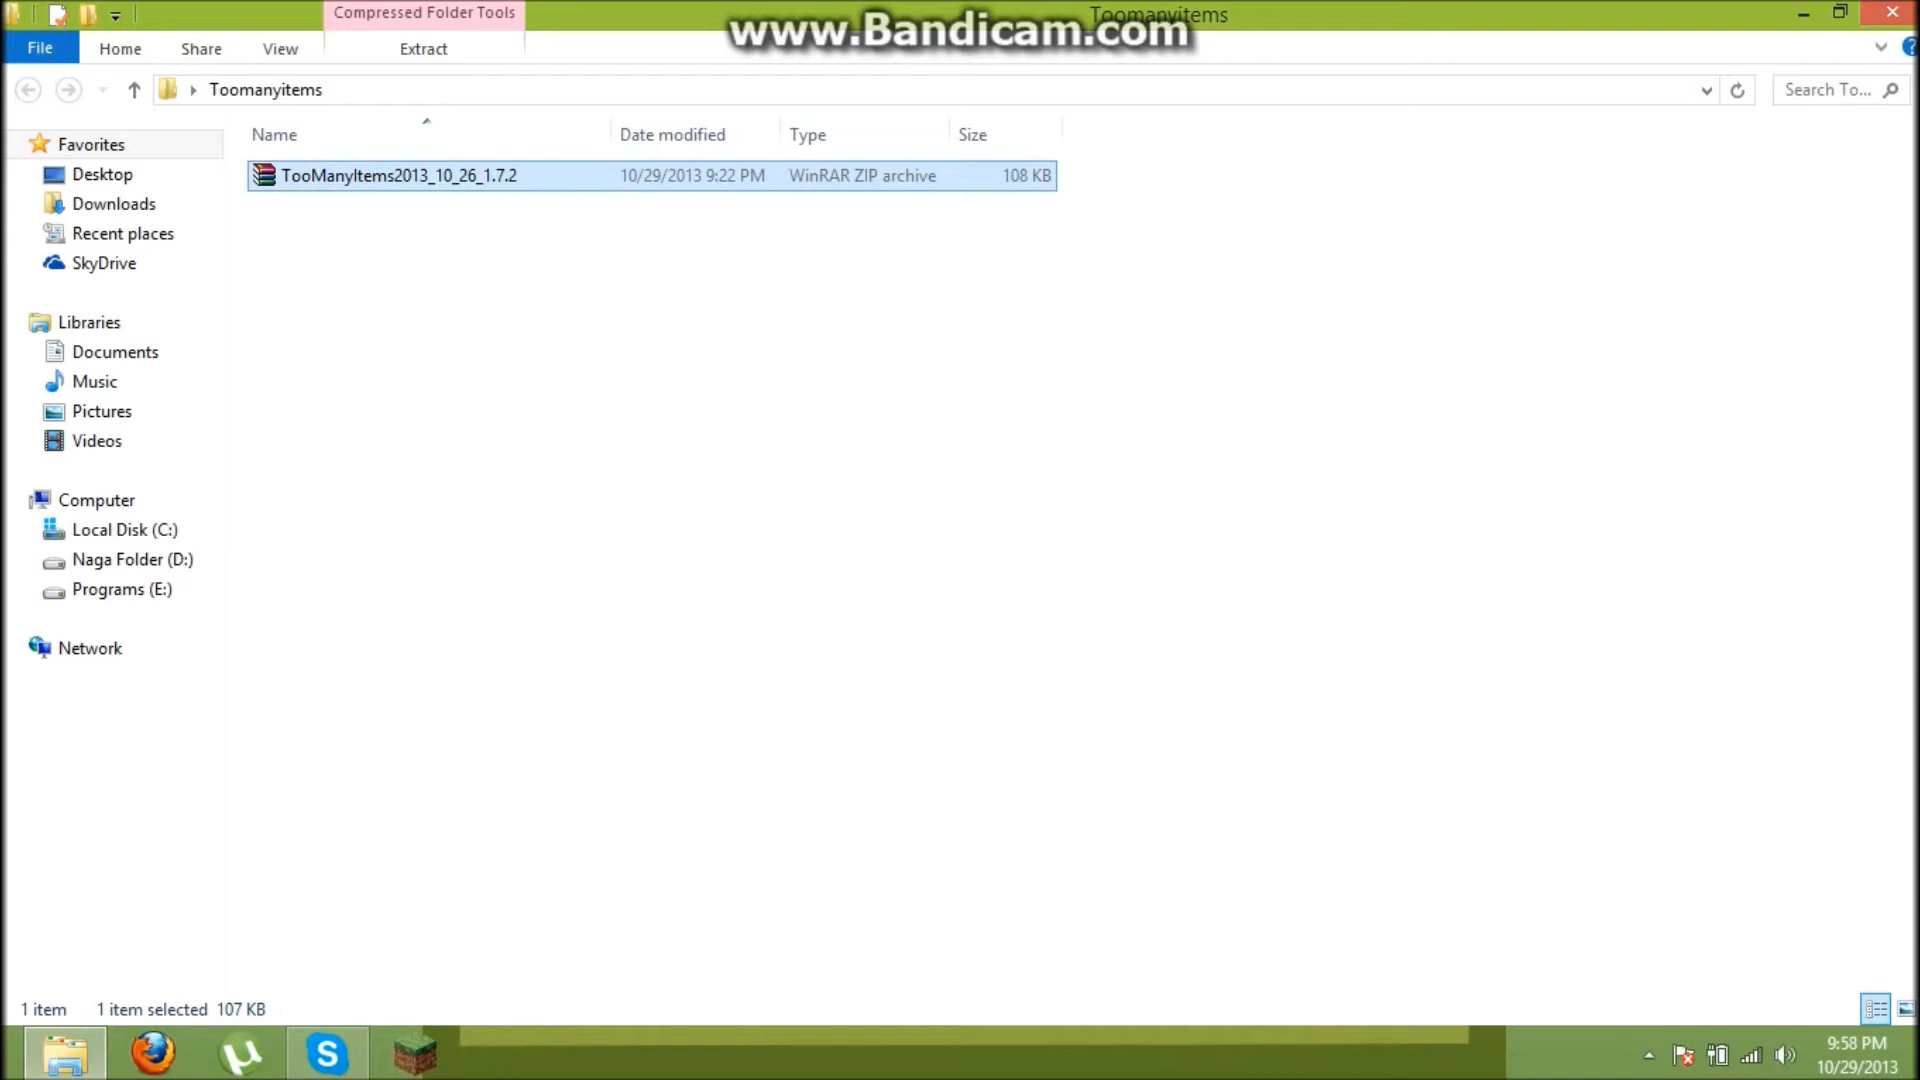 Compressed Folder Tools
Toomanyitems
www.Bandicam.com
File Home Share View Extract
Toomanyitems
Search To...
Name Date modified Type Size
TooManyItems2013_10_26_1.7.2 10/29/2013 9:22 PM WinRAR ZIP archive 108 KB
Favorites
Desktop
Downloads
Recent places
SkyDrive
Libraries
Documents
Music
Pictures
Videos
Computer
Local Disk (C:)
Naga Folder (D:)
Programs (E:)
Network
1 item 1 item selected 107 KB
9:58 PM
10/29/2013